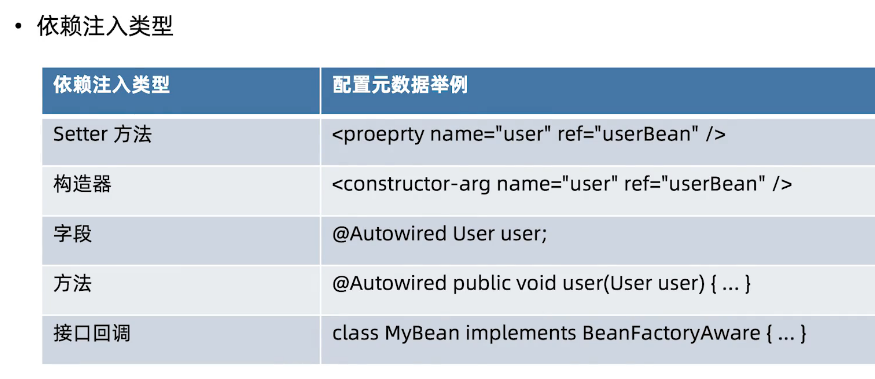 • 依赖注入类型
依赖注入类型 配置元数据举例
Setter 方法 <proeprty name="user" ref="userBean" />
构造器 <constructor-arg name="user" ref="userBean" />
字段 @Autowired User user;
方法 @Autowired public void user(User user) { ... }
接口回调 class MyBean implements BeanFactoryAware { ... }